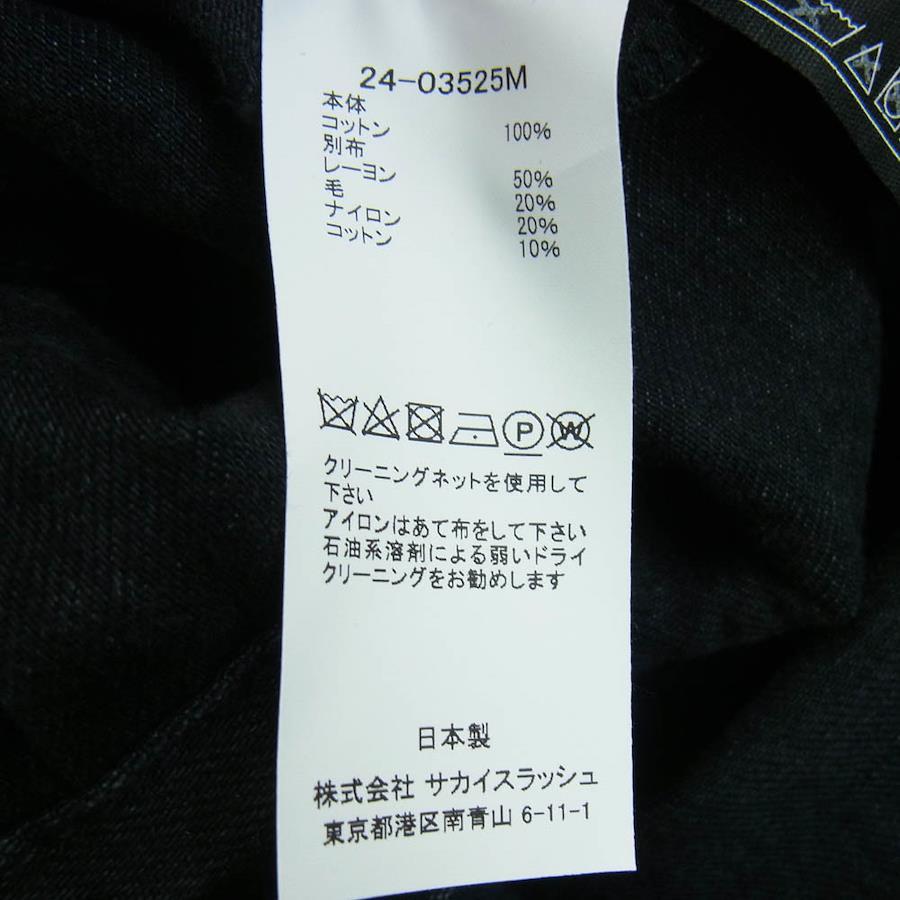 24-03525M
本体
コットン 100%
別布
レーヨン 50%
毛 20%
ナイロン 20%
コットン 10%
P W
クリーニングネットを使用して
下さい
アイロンはあて布をして下さい
石油系溶剤による弱いドライ
クリーニングをお勧めします
日本製
株式会社 サカイスラッシュ
東京都港区南青山 6-11-1